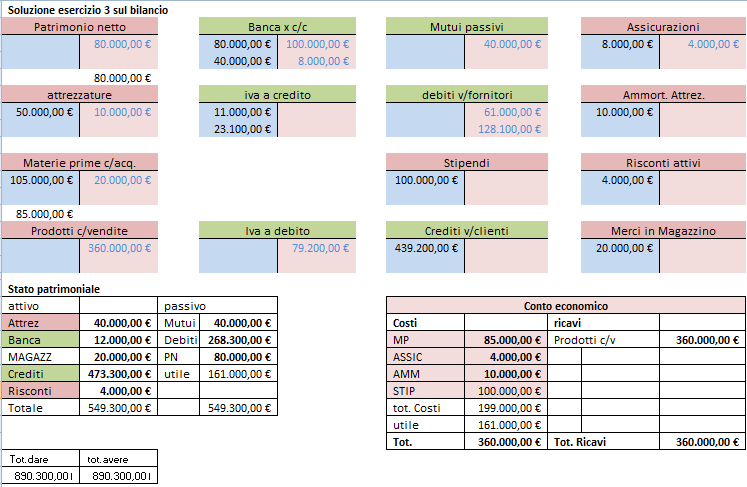 Soluzione esercizio 3 sul bilancio
Patrimonio netto Banca x c/c Mutui passivi Assicurazioni
80.000,00 € 80.000,00 € 100.000,00 € 40.000,00 € 8.000,00 € 4.000,00 €
40.000,00 € 8.000,00 €
80.000,00 €
attrezzature iva a credito debiti v/fornitori Ammort. Attrez.
50.000,00 € 10.000,00 € 11.000,00 € 61.000,00 € 10.000,00 €
23.100,00 € 128.100,00 €
Materie prime c/acq. Stipendi Risconti attivi
105.000,00 € 20.000,00 € 100.000,00 € 4.000,00 €
85.000,00 €
Prodotti c/vendite Iva a debito Crediti v/clienti Merci in Magazzino
360.000,00 € 79.200,00 € 439.200,00 € 20.000,00 €
Stato patrimoniale
attivo passivo
Attrez 40.000,00 € Mutui 40.000,00 €
Banca 12.000,00 € Debiti 268.300,00 €
MAGAZZ 20.000,00 € PN 80.000,00 €
Crediti 473.300,00 € utile 161.000,00 €
Risconti 4.000,00 €
Totale 549.300,00 € 549.300,00 €
Conto economico
Costi ricavi
MP 85.000,00 € Prodotti c/v 360.000,00 €
ASSIC 4.000,00 €
AMM 10.000,00 €
STIP 100.000,00 €
tot. Costi 199.000,00 €
utile 161.000,00 €
Tot. 360.000,00 € Tot. Ricavi 360.000,00 €
Tot.dare tot.avere
890.300,00 890.300,00